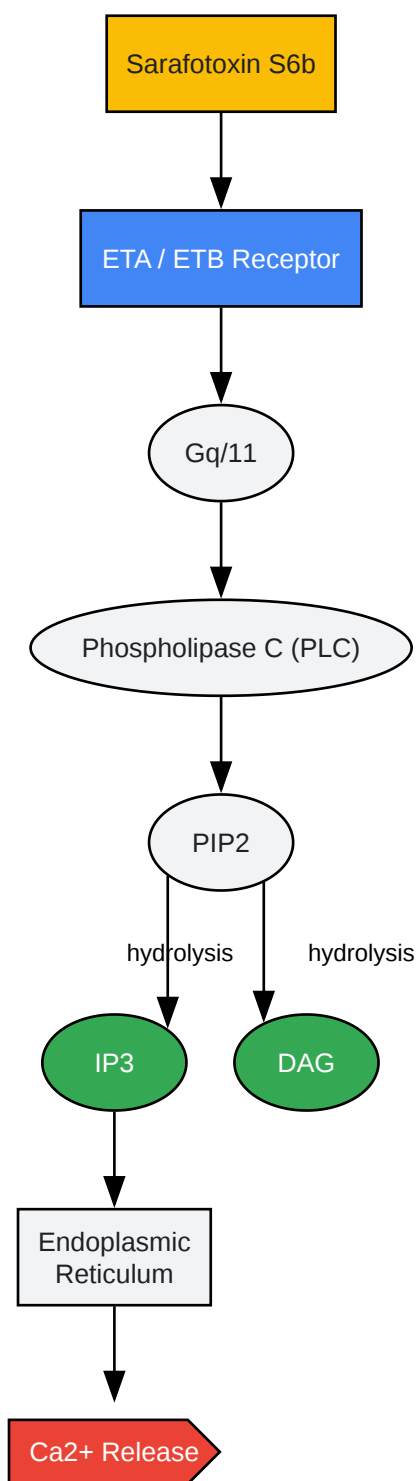 Sarafotoxin S6b
ETA / ETB Receptor
Gq/11
Phospholipase C (PLC)
PIP2
hydrolysis
hydrolysis
IP3
DAG
Endoplasmic
Reticulum
Ca2+ Release